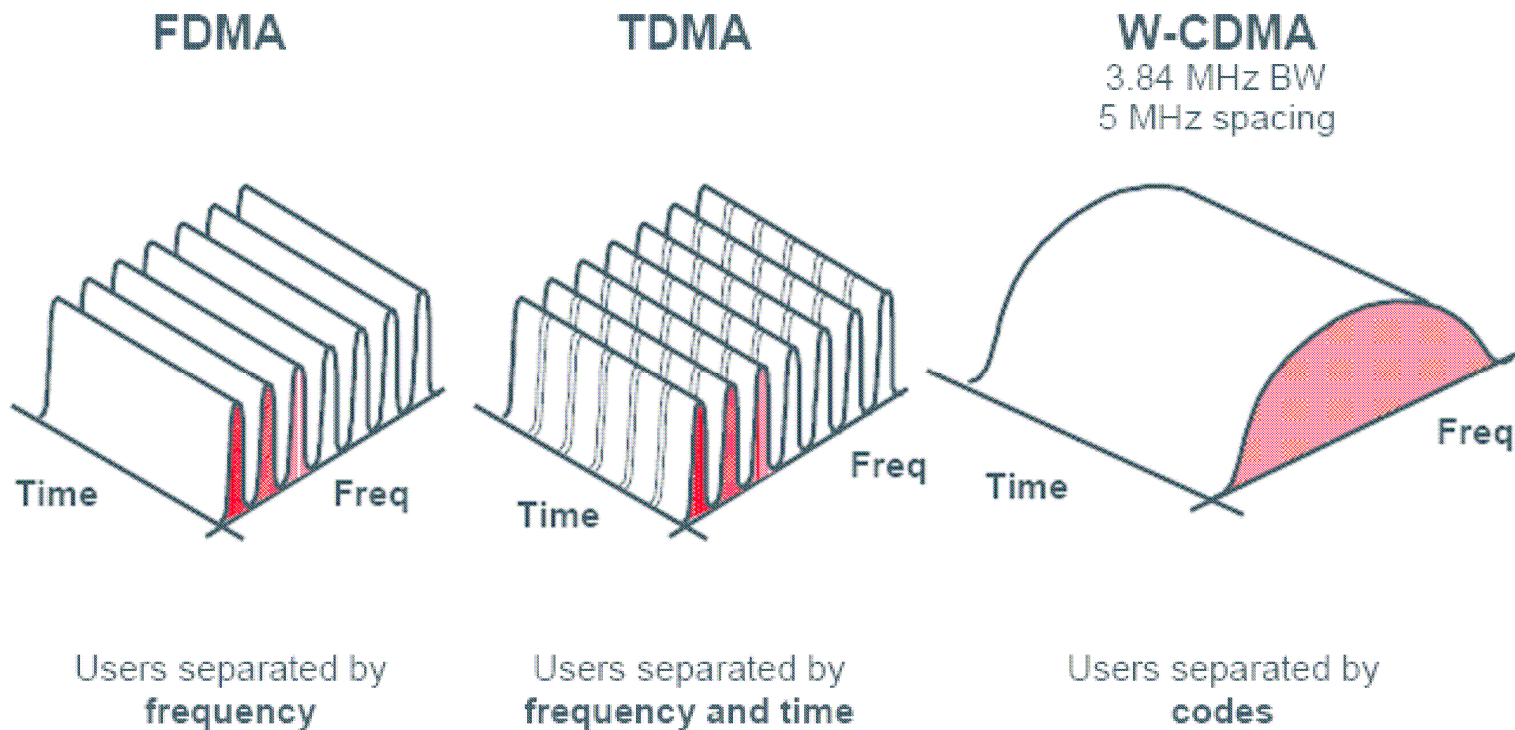 FDMA
TDMA
W-CDMA
3.84 MHz BW
5 MHz spacing
Time
Freq
Time
Freq
Time
Freq
Users separated by
frequency
Users separated by
frequency and time
Users separated by
codes